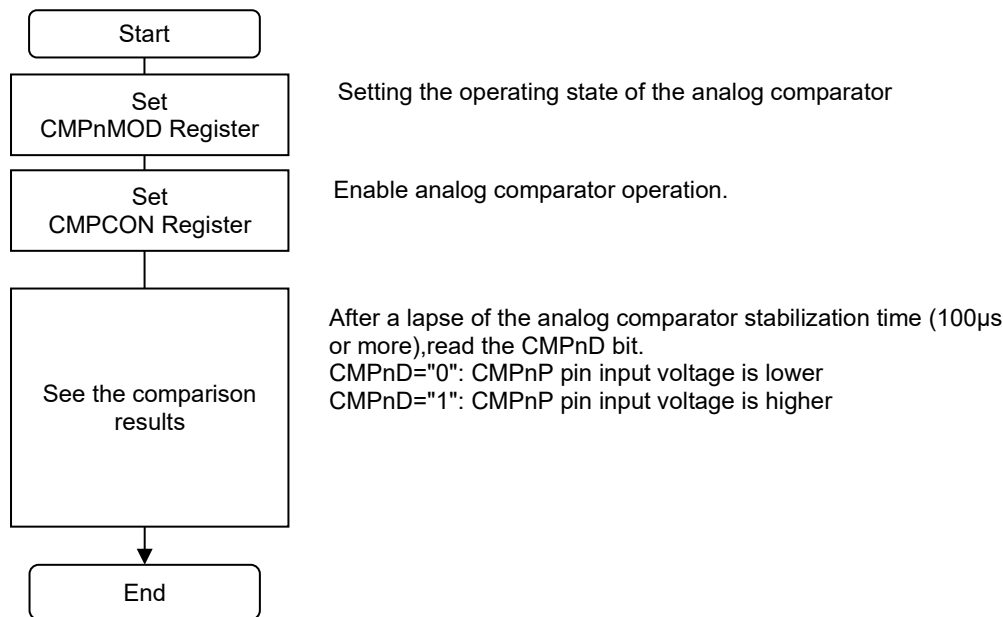 Start
Set
CMPnMOD Register
Setting the operating state of the analog comparator
Set
CMPCON Register
Enable analog comparator operation.
See the comparison
results
After a lapse of the analog comparator stabilization time (100µs
or more),read the CMPnD bit.
CMPnD="0": CMPnP pin input voltage is lower
CMPnD="1": CMPnP pin input voltage is higher
End